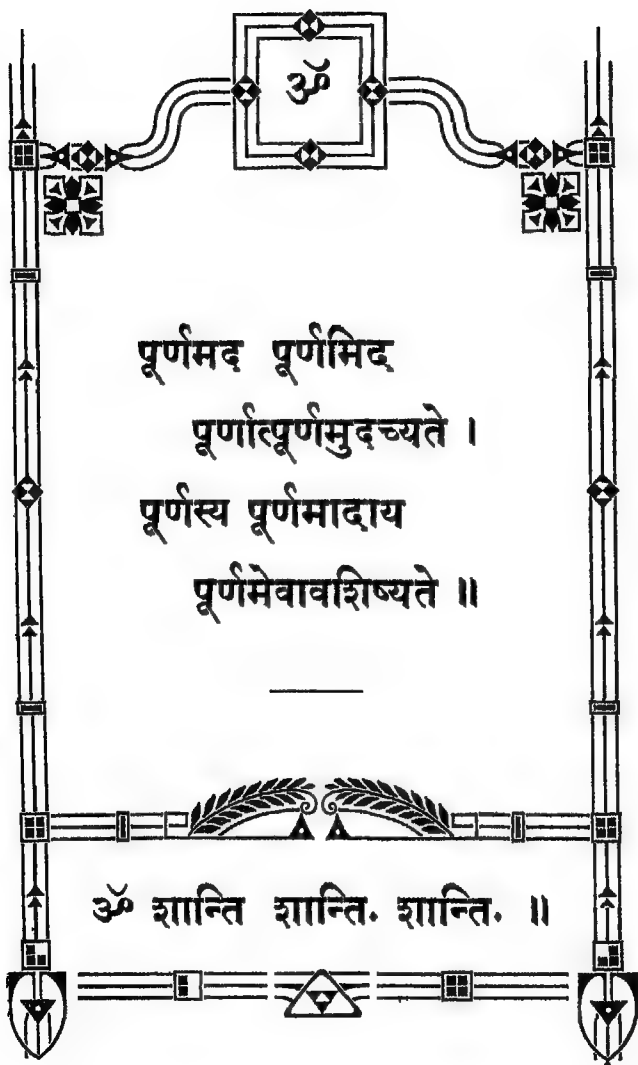 ॐ
पूर्णमद पूर्णमिद
पूर्णात्पूर्णमुदच्यते ।
पूर्णस्य पूर्णमादाय
पूर्णमेवावशिष्यते ॥
ॐ शान्ति शान्ति. शान्ति. ॥